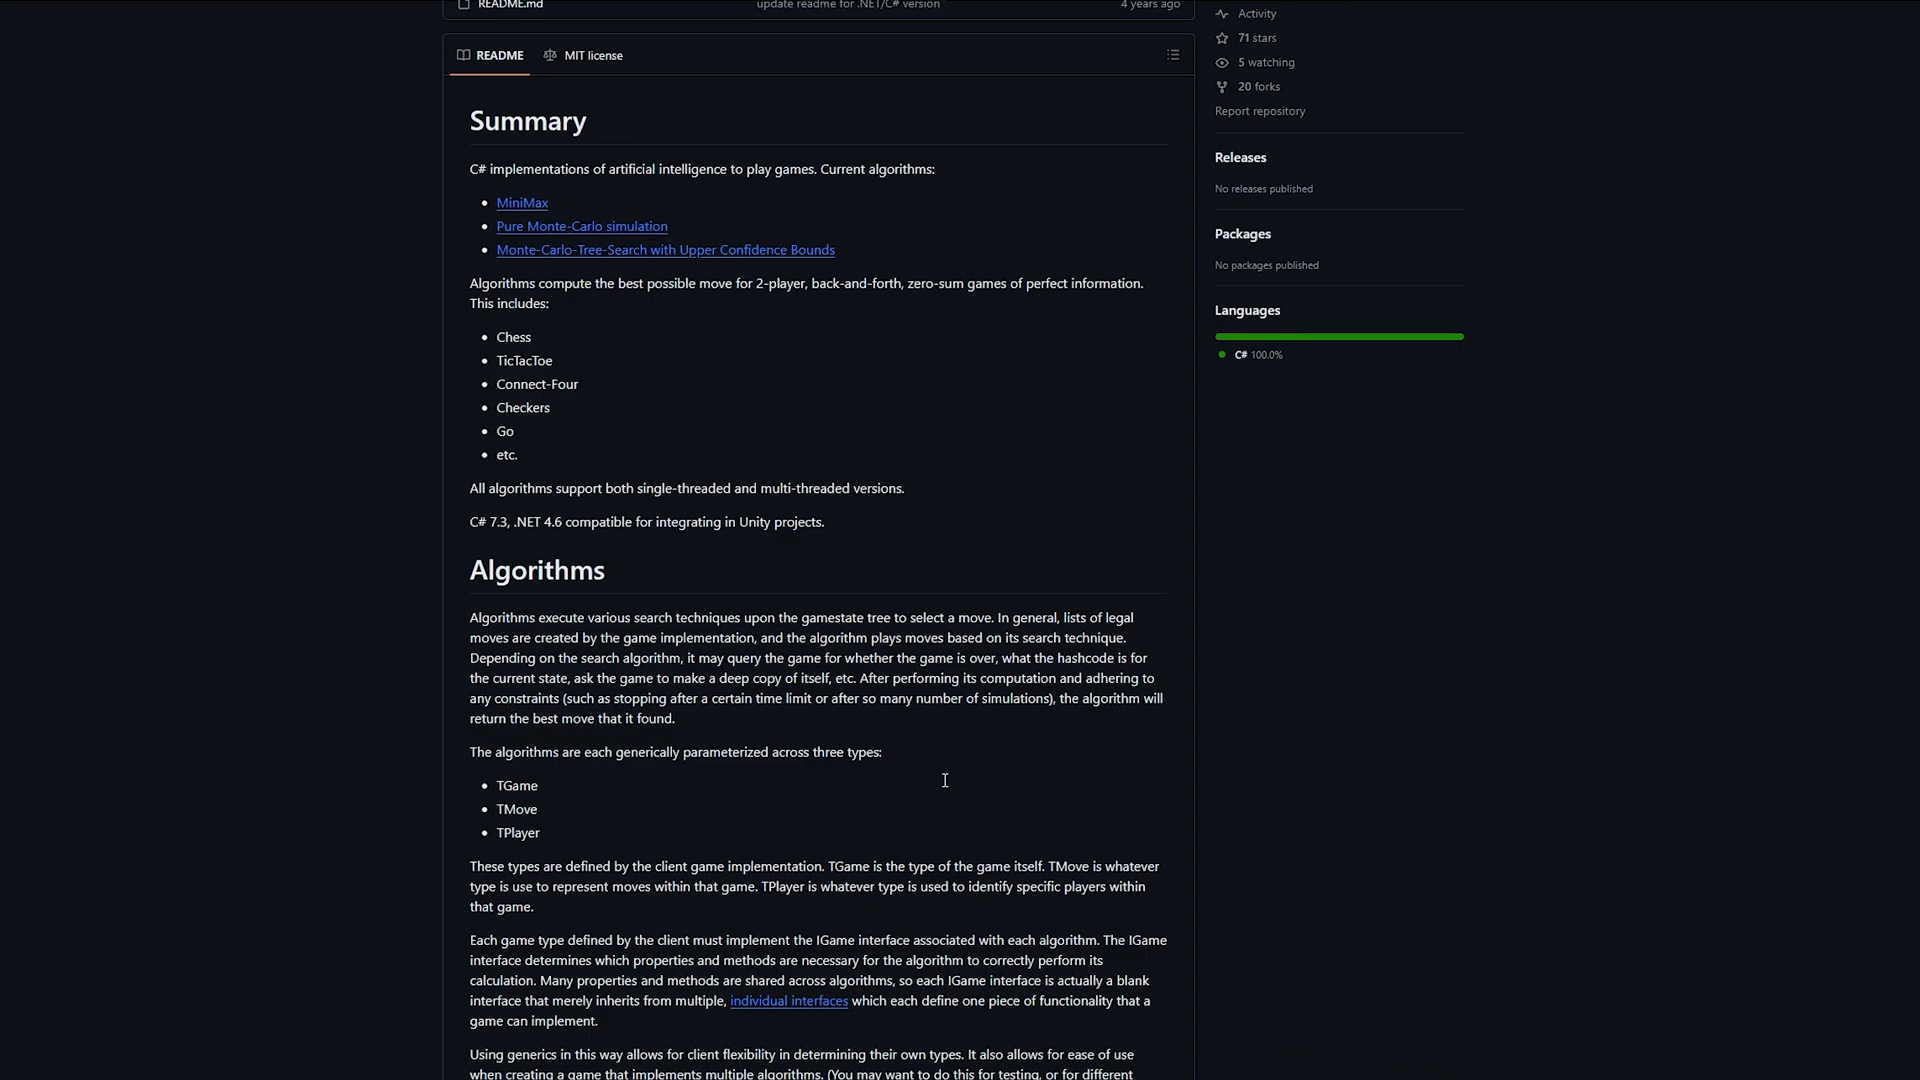 README.md update readme for .NET/C# version 4 years ago
README MIT license
Summary
C# implementations of artificial intelligence to play games. Current algorithms:
MiniMax
Pure Monte-Carlo simulation
Monte-Carlo-Tree-Search with Upper Confidence Bounds
Algorithms compute the best possible move for 2-player, back-and-forth, zero-sum games of perfect information.
This includes:
Chess
TicTacToe
Connect-Four
Checkers
Go
etc.
All algorithms support both single-threaded and multi-threaded versions.
C# 7.3, .NET 4.6 compatible for integrating in Unity projects.
Algorithms
Algorithms execute various search techniques upon the gamestate tree to select a move. In general, lists of legal
moves are created by the game implementation, and the algorithm plays moves based on its search technique.
Depending on the search algorithm, it may query the game for whether the game is over, what the hashcode is for
the current state, ask the game to make a deep copy of itself, etc. After performing its computation and adhering to
any constraints (such as stopping after a certain time limit or after so many number of simulations), the algorithm will
return the best move that it found.
The algorithms are each generically parameterized across three types:
TGame
TMove
TPlayer
These types are defined by the client game implementation. TGame is the type of the game itself. TMove is whatever
type is use to represent moves within that game. TPlayer is whatever type is used to identify specific players within
that game.
Each game type defined by the client must implement the IGame interface associated with each algorithm. The IGame
interface determines which properties and methods are necessary for the algorithm to correctly perform its
calculation. Many properties and methods are shared across algorithms, so each IGame interface is actually a blank
interface that merely inherits from multiple, individual interfaces which each define one piece of functionality that a
game can implement.
Using generics in this way allows for client flexibility in determining their own types. It also allows for ease of use
when creating a game that implements multiple algorithms. (You may want to do this for testing, or for different
Activity
71 stars
5 watching
20 forks
Report repository
Releases
No releases published
Packages
No packages published
Languages
C# 100.0%